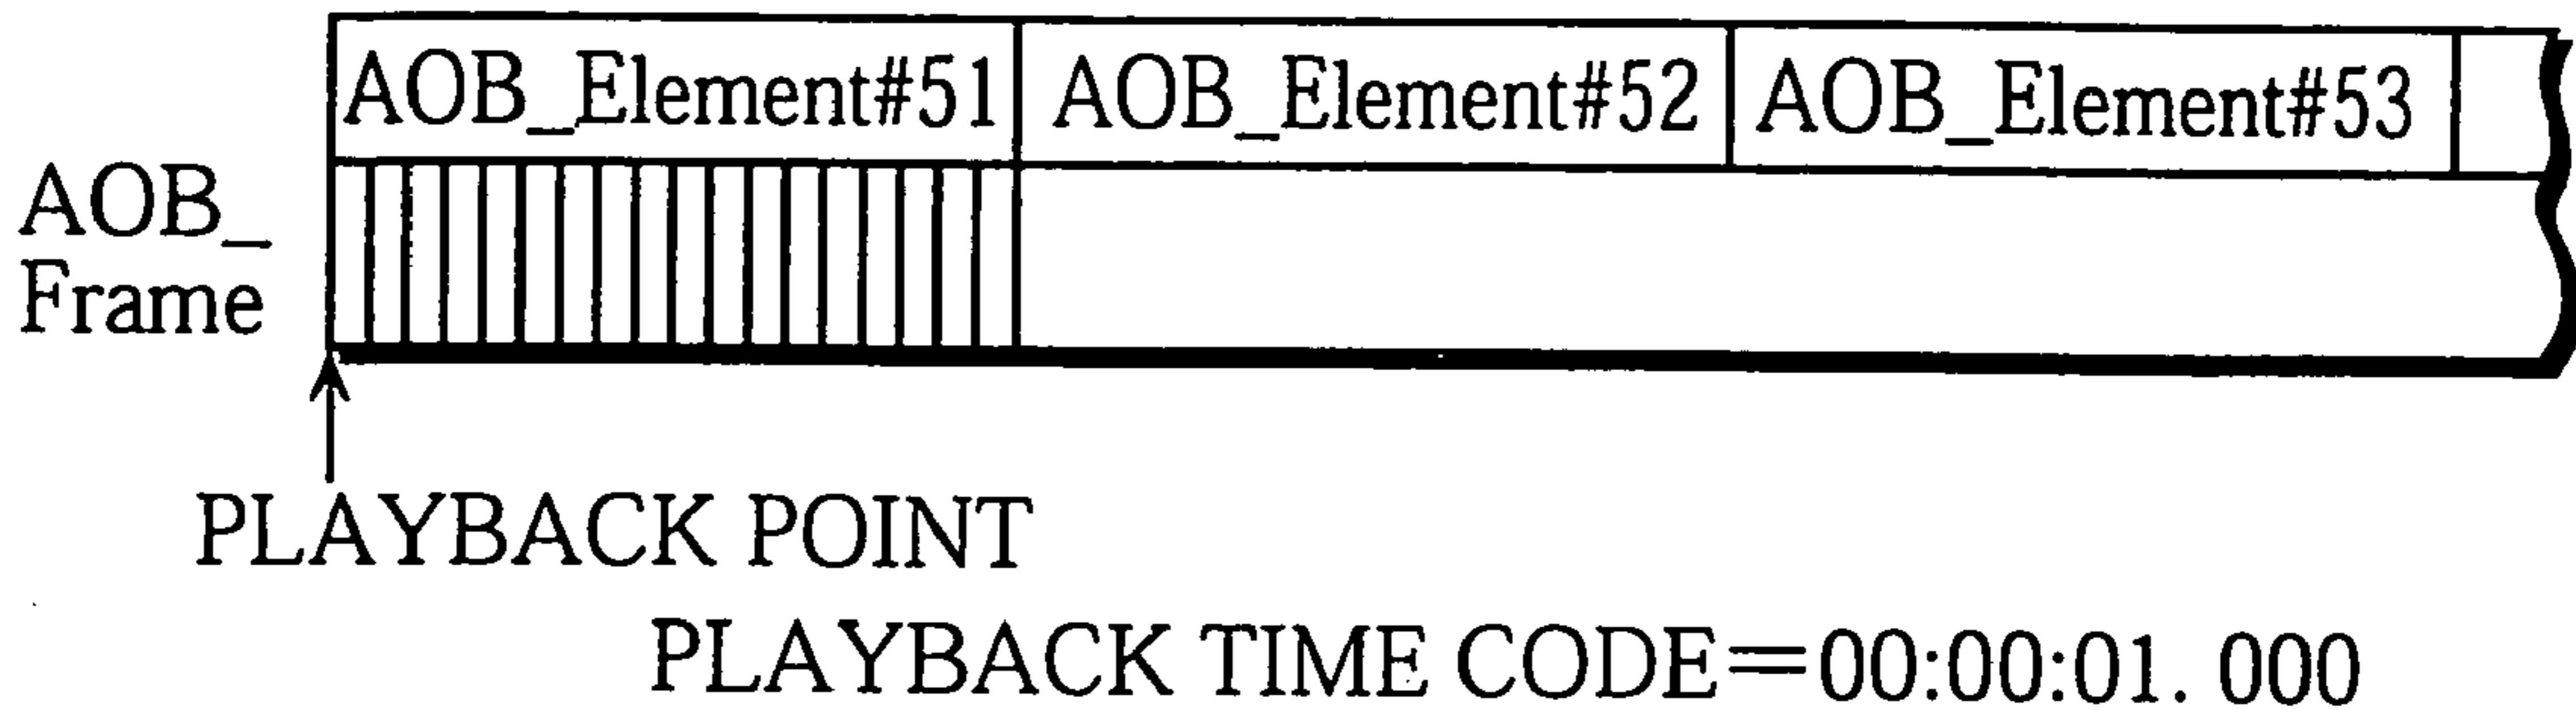 AOB_Element#51 AOB_Element#52 AOB_Element#53
AOB_
Frame
PLAYBACK POINT
PLAYBACK TIME CODE=00:00:01. 000